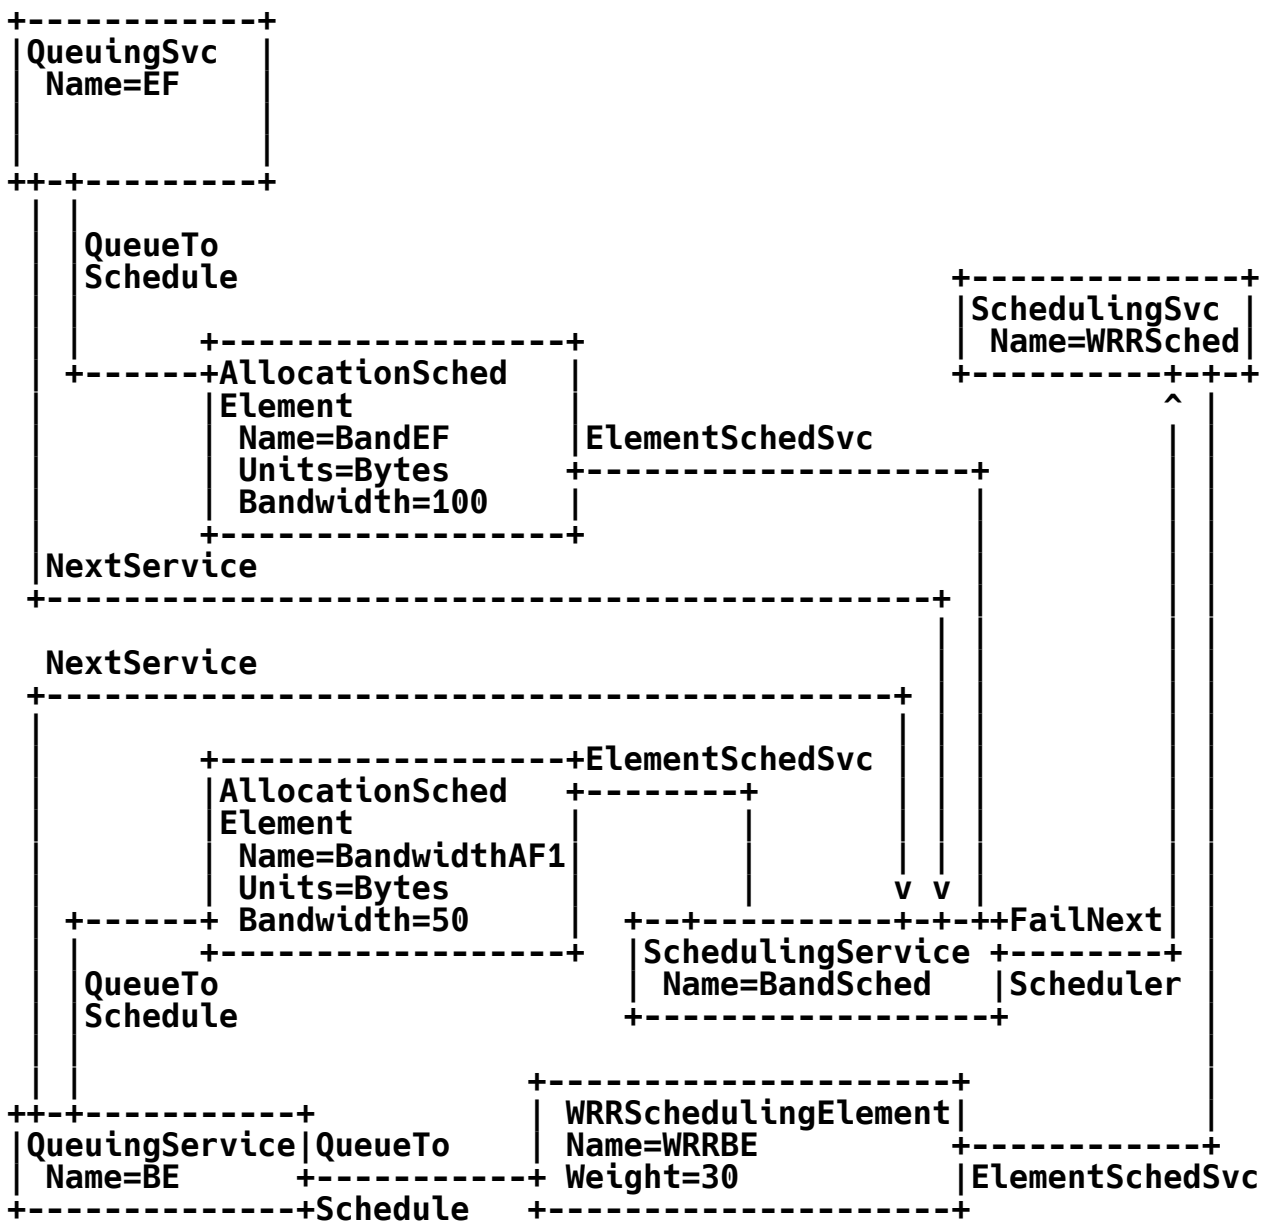 QueuingSvc
Name=EF
QueueTo
Schedule
SchedulingSvc
Name=WRRSched
AllocationSched
Element
Name=BandEF
ElementSchedSvc
Units=Bytes
Bandwidth=100
NextService
NextService
ElementSchedSvc
AllocationSched
Element
Name=BandwidthAF1
Units=Bytes
Bandwidth=50
FailNext
SchedulingService
QueueTo
Name=BandSched
Scheduler
Schedule
WRRSchedulingElement
QueuingService
QueueTo
Name=WRRBE
Name=BE
Weight=30
ElementSchedSvc
Schedule